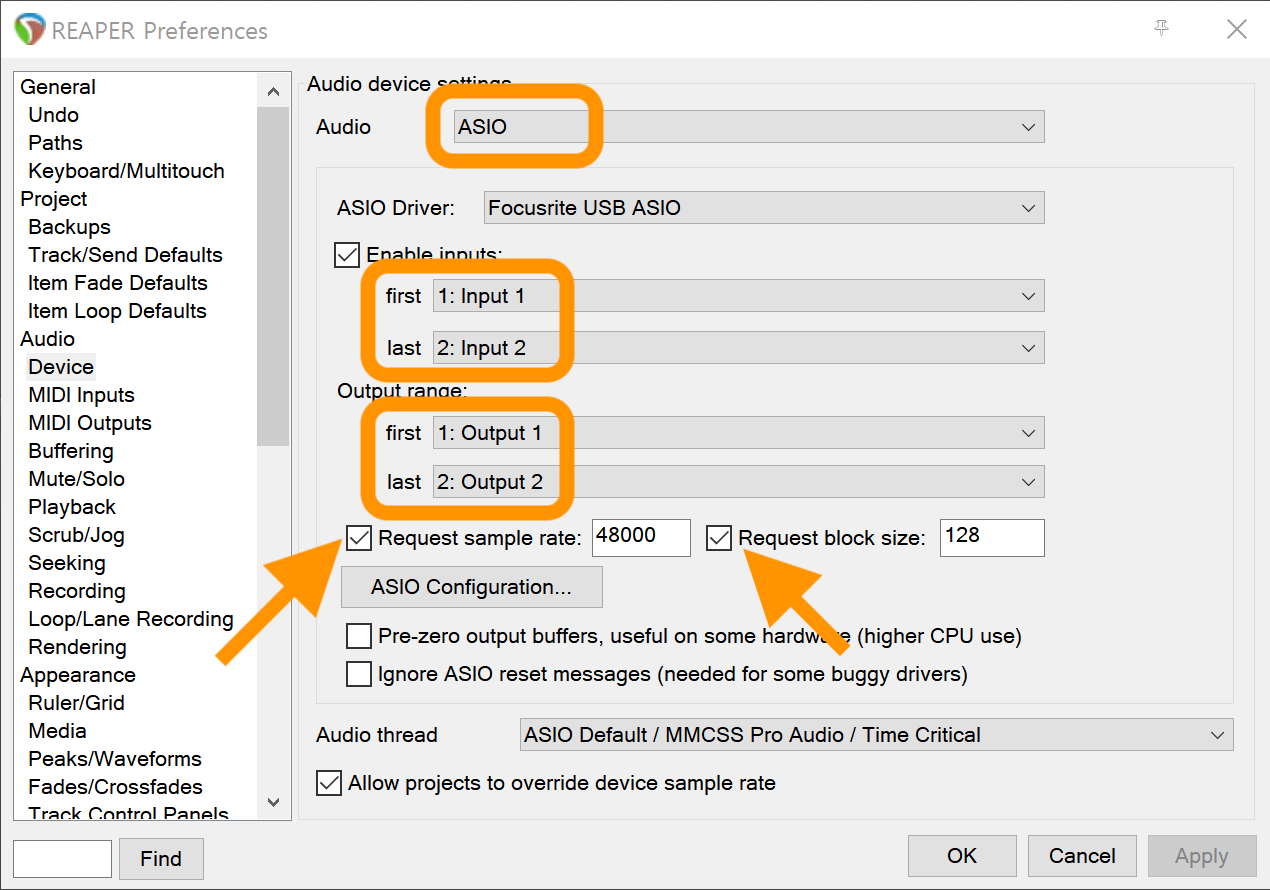 REAPER Preferences
General
Undo
Paths
Keyboard/Multitouch
Project
Backups
Track/Send Defaults
Item Fade Defaults
Item Loop Defaults
Audio
Device
MIDI Inputs
MIDI Outputs
Buffering
Mute/Solo
Playback
Scrub/Jog
Seeking
Recording
Loop/Lane Recording
Rendering
Appearance
Ruler/Grid
Media
Peaks/Waveforms
Fades/Crossfades
Track Control Panels
Find
Audio device settings
Audio ASIO
ASIO Driver: Focusrite USB ASIO
Enable inputs:
first 1: Input 1
last 2: Input 2
Output range:
first 1: Output 1
last 2: Output 2
Request sample rate: 48000 Request block size: 128
ASIO Configuration...
Pre-zero output buffers, useful on some hardware (higher CPU use)
Ignore ASIO reset messages (needed for some buggy drivers)
Audio thread ASIO Default / MMCSS Pro Audio / Time Critical
Allow projects to override device sample rate
OK Cancel Apply